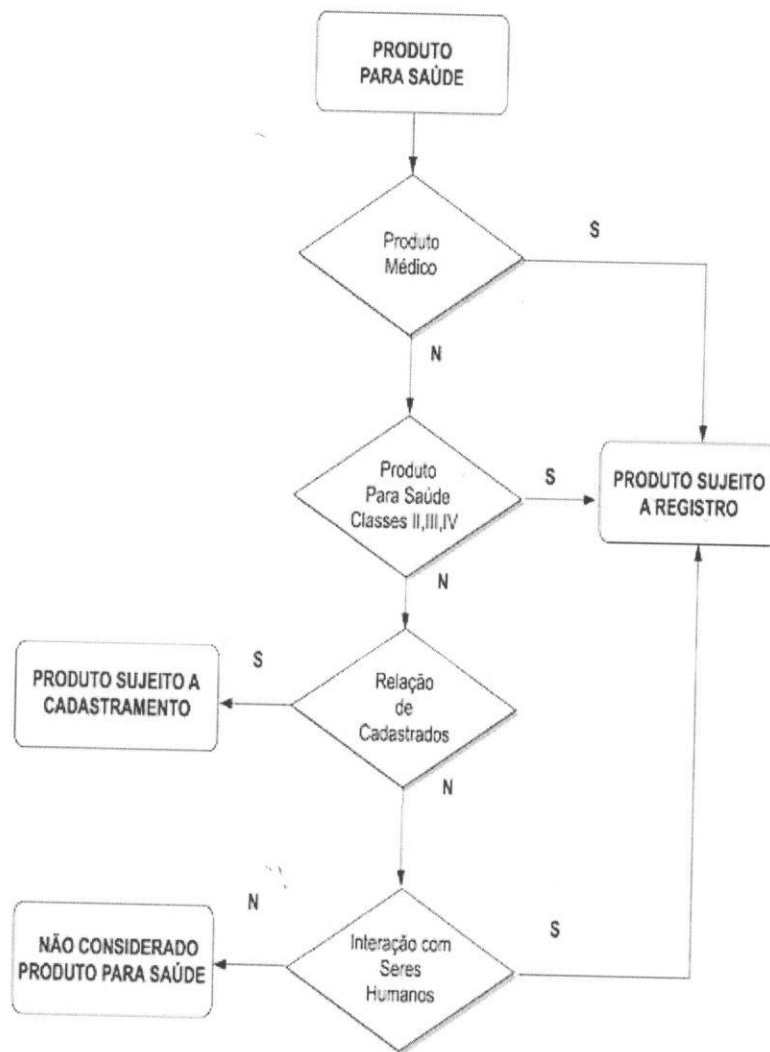 PRODUTO
PARA SAÚDE
Produto
Médico
S
N
Produto
Para Saúde
Classes II,III,IV
S
PRODUTO SUJEITO
A REGISTRO
N
PRODUTO SUJEITO A
CADASTRAMENTO
S
Relação
de
Cadastrados
N
NÃO CONSIDERADO
PRODUTO PARA SAÚDE
N
Interação com
Seres
Humanos
S